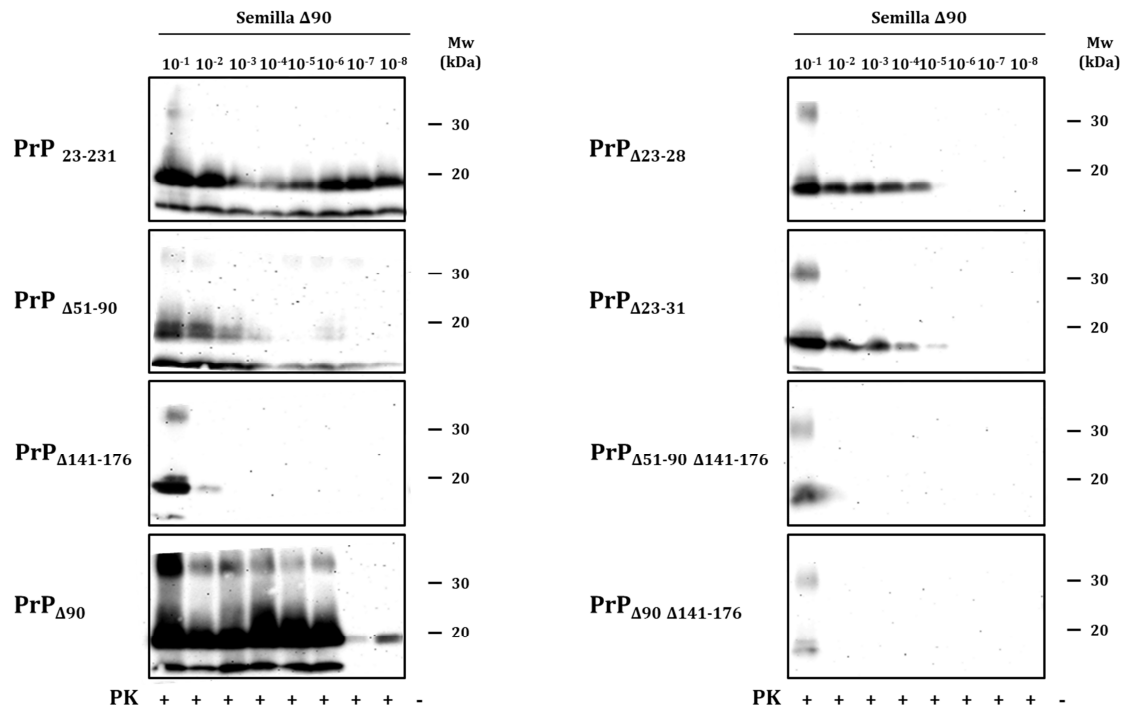 Semilla Δ90
Mw
(kDa)
10-1 10-2 10-3 10-4 10-5 10-6 10-7 10-8
PrP 23-231
30
20
PrP Δ51-90
30
20
PrPΔ141-176
30
20
PrPΔ90
30
20
PK + + + + + + + + -
Semilla Δ90
Mw
(kDa)
10-1 10-2 10-3 10-4 10-5 10-6 10-7 10-8
PrPΔ23-28
30
20
PrPΔ23-31
30
20
PrPΔ51-90 Δ141-176
30
20
PrPΔ90 Δ141-176
30
20
PK + + + + + + + + -